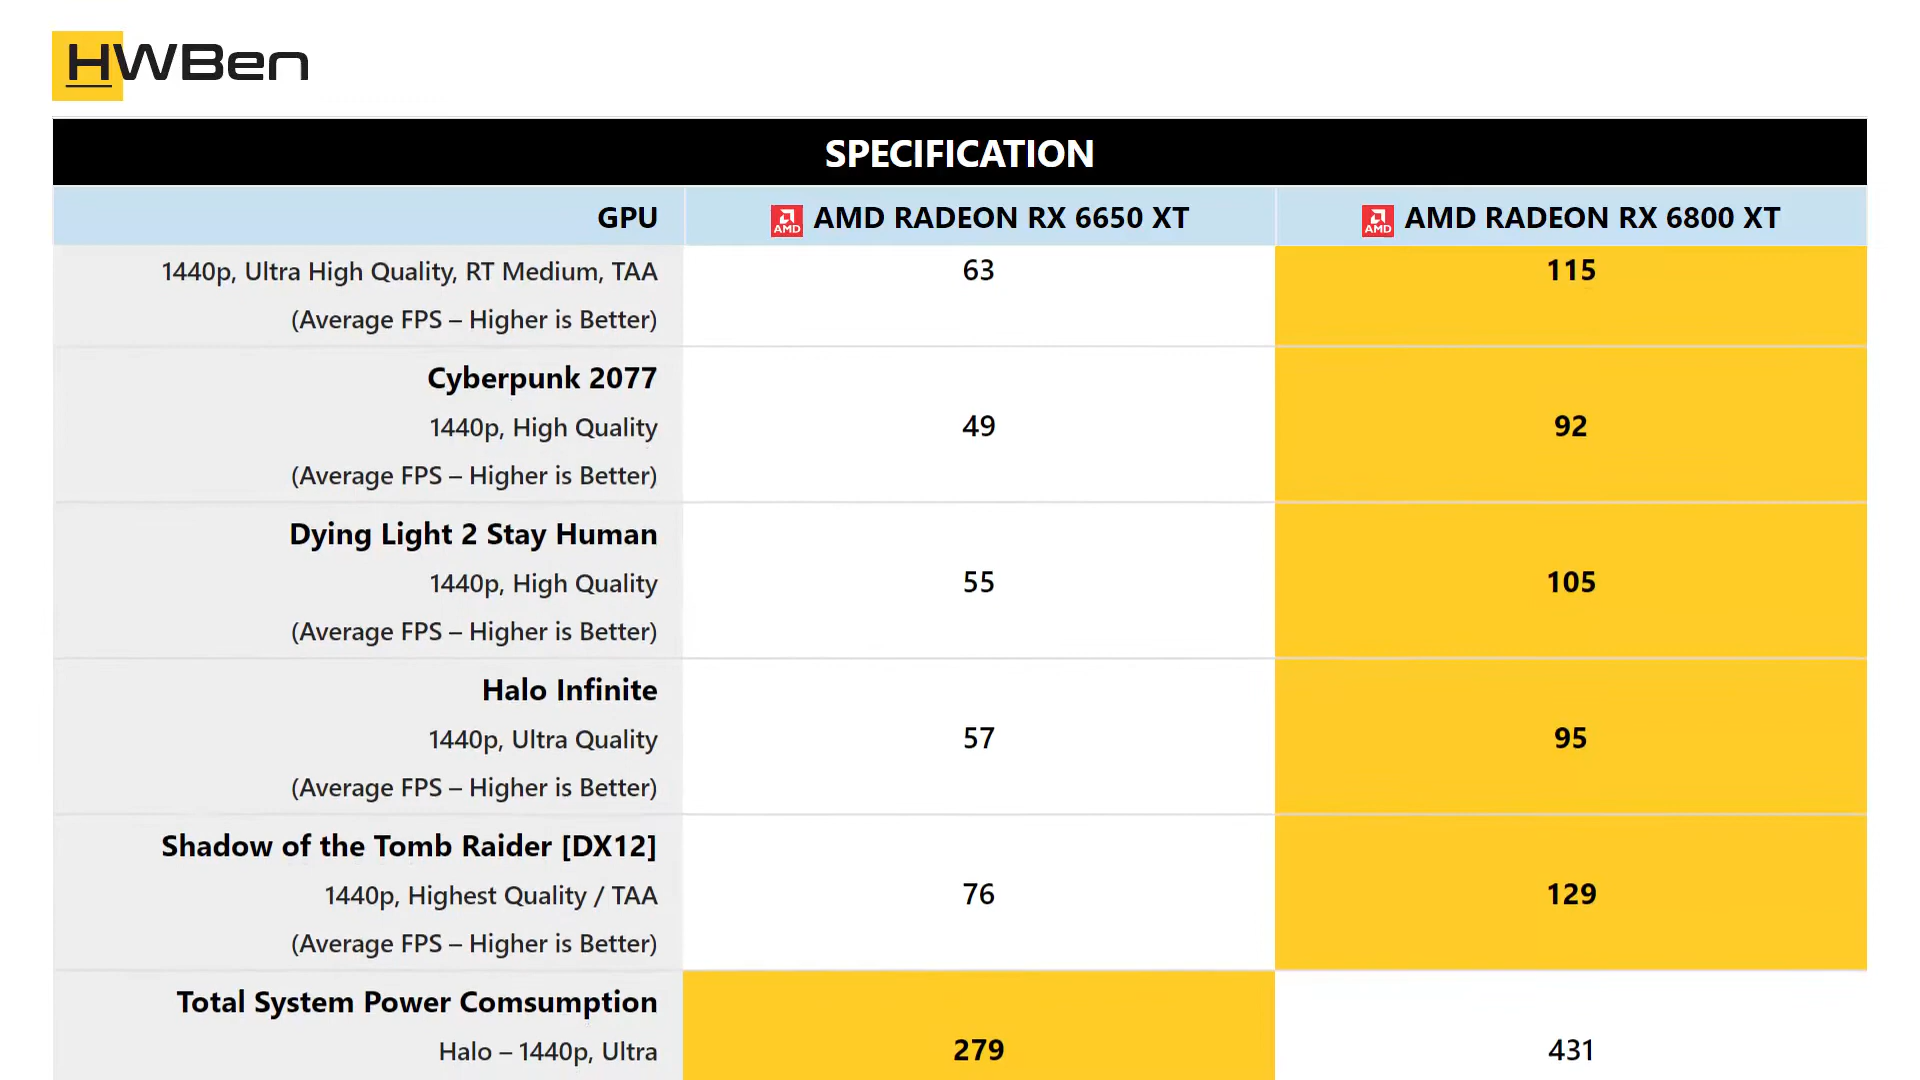 HWBen
SPECIFICATION
GPU AMD AMD RADEON RX 6650 XT AMD AMD RADEON RX 6800 XT
1440p, Ultra High Quality, RT Medium, TAA 63 115
(Average FPS – Higher is Better)
Cyberpunk 2077
1440p, High Quality 49 92
(Average FPS – Higher is Better)
Dying Light 2 Stay Human
1440p, High Quality 55 105
(Average FPS – Higher is Better)
Halo Infinite
1440p, Ultra Quality 57 95
(Average FPS – Higher is Better)
Shadow of the Tomb Raider [DX12]
1440p, Highest Quality / TAA 76 129
(Average FPS – Higher is Better)
Total System Power Comsumption
Halo – 1440p, Ultra 279 431